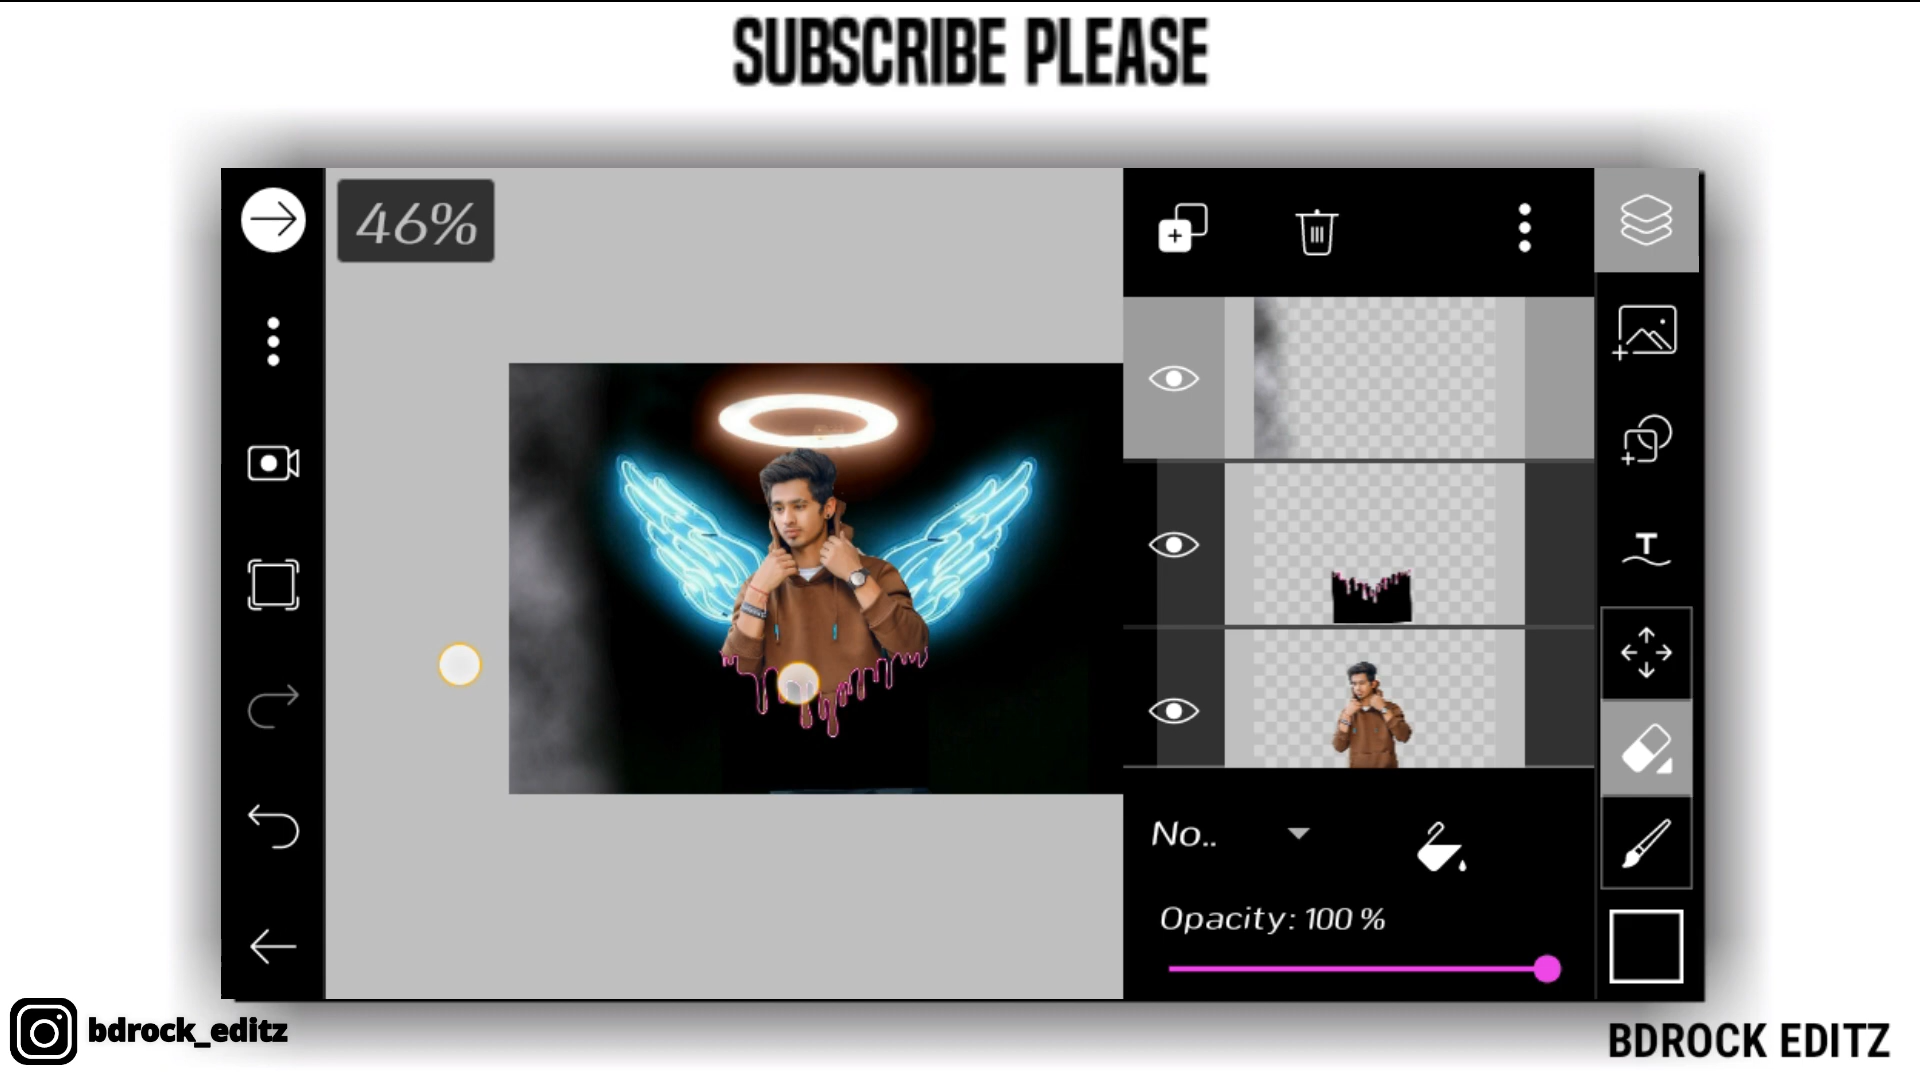 SUBSCRIBE PLEASE
46%
T
No..
Opacity: 100 %
bdrock_editz
BDROCK EDITZ